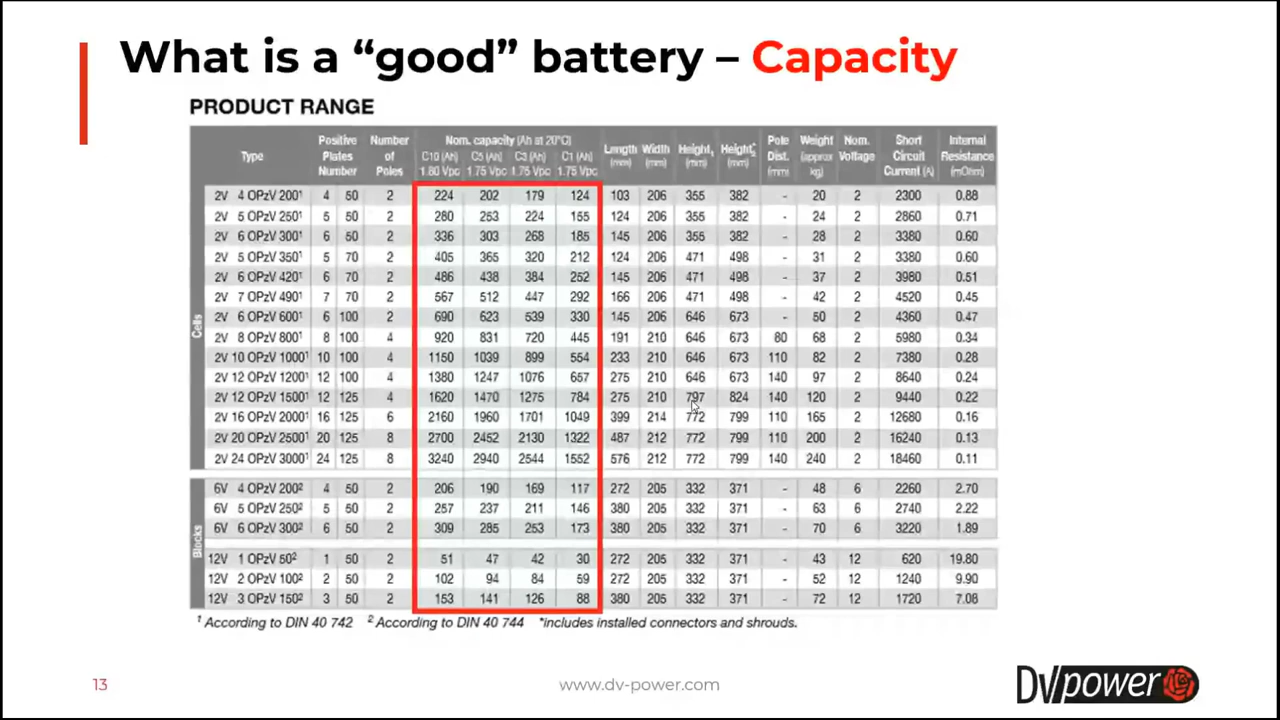 What is a “good” battery – Capacity
PRODUCT RANGE
Type Positive Plates Number Number of Poles Nom. capacity (Ah at 20°C) C10 (Ah) 1.80 Vpc C5 (Ah) 1.75 Vpc C3 (Ah) 1.75 Vpc C1 (Ah) 1.75 Vpc Length (mm) Width (mm) Height₁ (mm) Height₂* (mm) Pole Dist. (mm) Weight (approx kg) Nom. Voltage Short Circuit Current (A) Internal Resistance (mOhm)
Cells
2V 4 OPzV 200¹ 4 50 2 224 202 179 124 103 206 355 382 - 20 2 2300 0.88
2V 5 OPzV 250¹ 5 50 2 280 253 224 155 124 206 355 382 - 24 2 2860 0.71
2V 6 OPzV 300¹ 6 50 2 336 303 268 185 145 206 355 382 - 28 2 3380 0.60
2V 5 OPzV 350¹ 5 70 2 405 365 320 212 124 206 471 498 - 31 2 3380 0.60
2V 6 OPzV 420¹ 6 70 2 486 438 384 252 145 206 471 498 - 37 2 3980 0.51
2V 7 OPzV 490¹ 7 70 2 567 512 447 292 166 206 471 498 - 42 2 4520 0.45
2V 6 OPzV 600¹ 6 100 2 690 623 539 330 145 206 646 673 - 50 2 4360 0.47
2V 8 OPzV 800¹ 8 100 4 920 831 720 445 191 210 646 673 80 68 2 5980 0.34
2V 10 OPzV 1000¹ 10 100 4 1150 1039 899 554 233 210 646 673 110 82 2 7380 0.28
2V 12 OPzV 1200¹ 12 100 4 1380 1247 1076 657 275 210 646 673 140 97 2 8640 0.24
2V 12 OPzV 1500¹ 12 125 4 1620 1470 1275 784 275 210 797 824 140 120 2 9440 0.22
2V 16 OPzV 2000¹ 16 125 6 2160 1960 1701 1049 399 214 772 799 110 165 2 12680 0.16
2V 20 OPzV 2500¹ 20 125 8 2700 2452 2130 1322 487 212 772 799 110 200 2 16240 0.13
2V 24 OPzV 3000¹ 24 125 8 3240 2940 2544 1552 576 212 772 799 140 240 2 18460 0.11
Blocks
6V 4 OPzV 200² 4 50 2 206 190 169 117 272 205 332 371 - 48 6 2260 2.70
6V 5 OPzV 250² 5 50 2 257 237 211 146 380 205 332 371 - 63 6 2740 2.22
6V 6 OPzV 300² 6 50 2 309 285 253 173 380 205 332 371 - 70 6 3220 1.89
12V 1 OPzV 50² 1 50 2 51 47 42 30 272 205 332 371 - 43 12 620 19.80
12V 2 OPzV 100² 2 50 2 102 94 84 59 272 205 332 371 - 52 12 1240 9.90
12V 3 OPzV 150² 3 50 2 153 141 126 88 380 205 332 371 - 72 12 1720 7.08
¹ According to DIN 40 742 ² According to DIN 40 744 *includes installed connectors and shrouds.
13
www.dv-power.com
DVpower